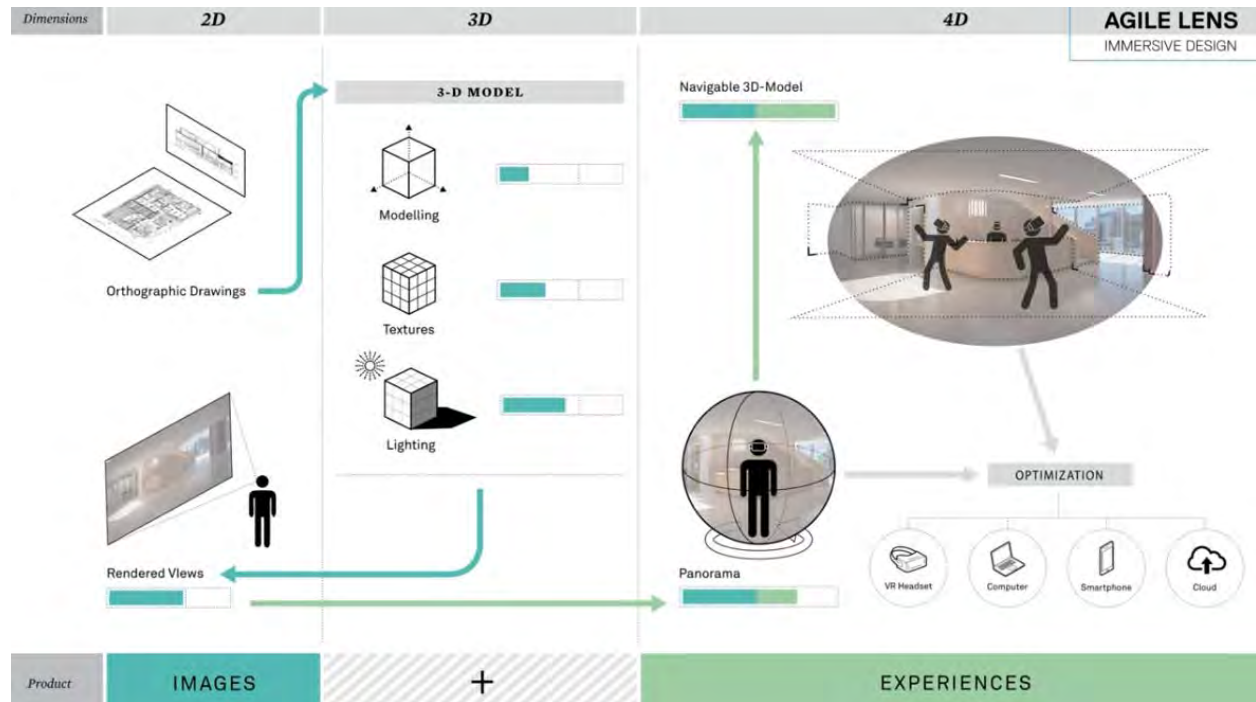 Dimensions
2D
3D
4D
AGILE LENS
IMMERSIVE DESIGN
3-D MODEL
Navigable 3D-Model
Modelling
Orthographic Drawings
Textures
Lighting
OPTIMIZATION
Rendered VIews
Panorama
VR Headset
Computer
Smartphone
Cloud
Product
IMAGES
+
EXPERIENCES